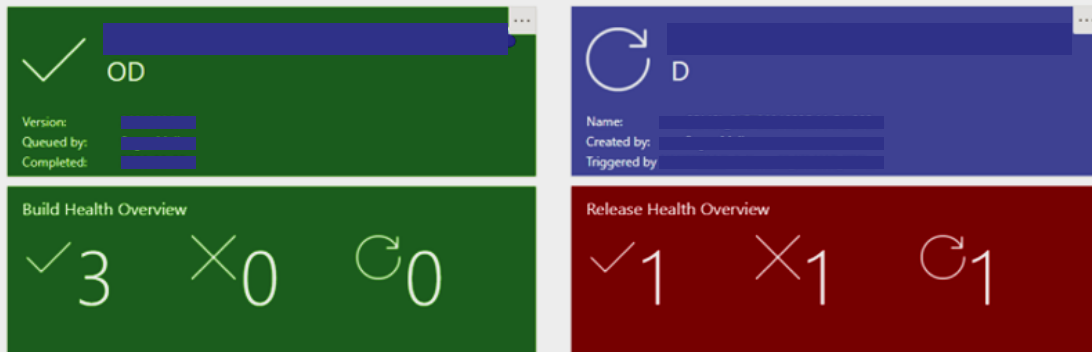 OD
Version:
Queued by:
Completed:
D
Name:
Created by:
Triggered by
Build Health Overview
3 0 0
Release Health Overview
1 1 1